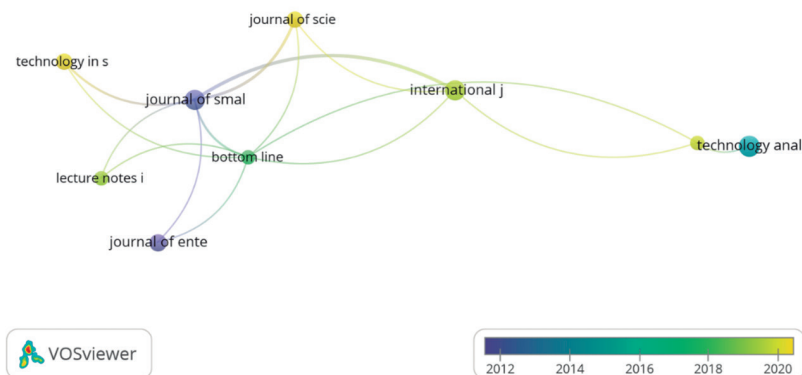 journal of scie
technology in s
journal of smal
international j
technology anal
bottom line
lecture notes i
journal of ente
VOSviewer
2012 2014 2016 2018 2020